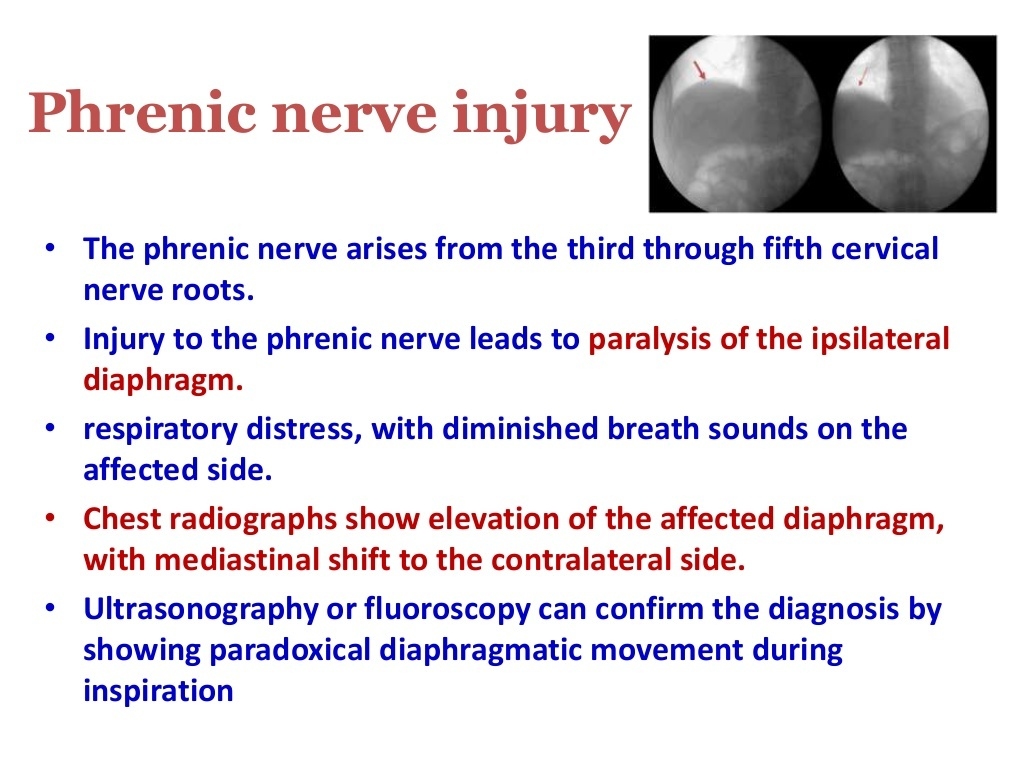 Phrenic nerve injury
• The phrenic nerve arises from the third through fifth cervical
nerve roots.
• Injury to the phrenic nerve leads to paralysis of the ipsilateral
diaphragm.
• respiratory distress, with diminished breath sounds on the
affected side.
• Chest radiographs show elevation of the affected diaphragm,
with mediastinal shift to the contralateral side.
• Ultrasonography or fluoroscopy can confirm the diagnosis by
showing paradoxical diaphragmatic movement during
inspiration